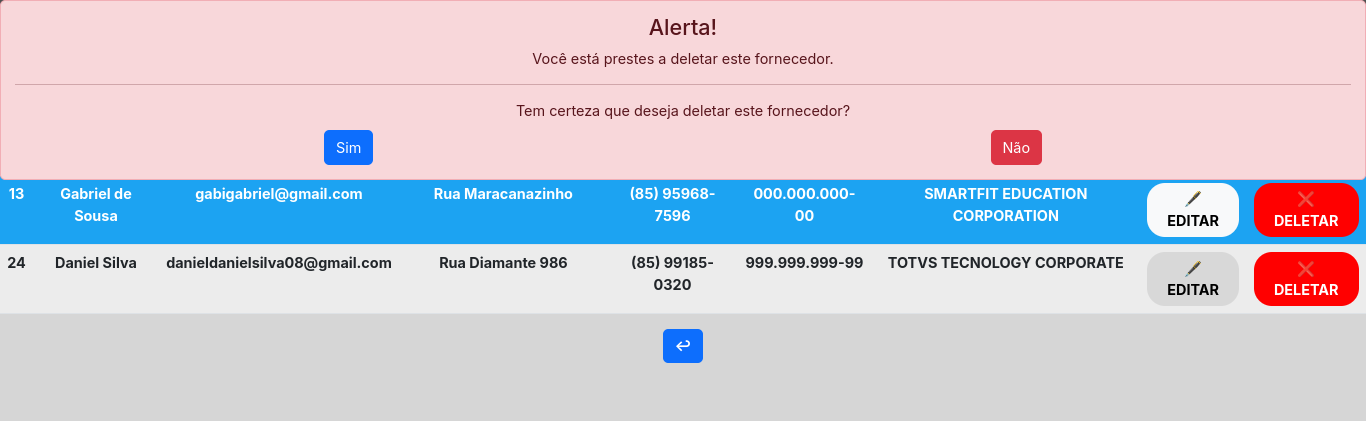 Alerta!
Você está prestes a deletar este fornecedor.
Tem certeza que deseja deletar este fornecedor?
Sim Não
13 Gabriel de Sousa gabigabriel@gmail.com Rua Maracanazinho (85) 95968-7596 000.000.000-00 SMARTFIT EDUCATION CORPORATION EDITAR DELETAR
24 Daniel Silva danieldanielsilva08@gmail.com Rua Diamante 986 (85) 99185-0320 999.999.999-99 TOTVS TECNOLOGY CORPORATE EDITAR DELETAR